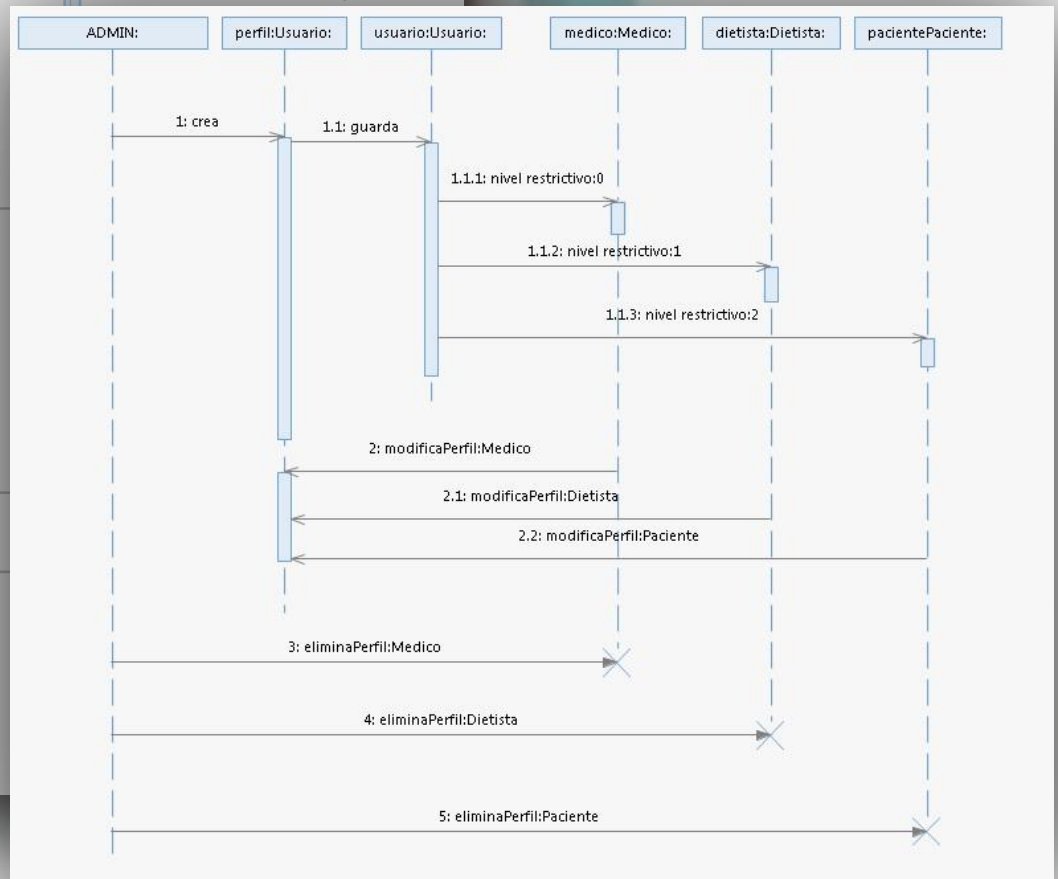 ADMIN:
perfil:Usuario:
usuario:Usuario:
medico:Medico:
dietista:Dietista:
pacientePaciente:
1: crea
1.1: guarda
1.1.1: nivel restrictivo:0
1.1.2: nivel restrictivo:1
1.1.3: nivel restrictivo:2
2: modificaPerfil:Medico
2.1: modificaPerfil:Dietista
2.2: modificaPerfil:Paciente
3: eliminaPerfil:Medico
4: eliminaPerfil:Dietista
5: eliminaPerfil:Paciente